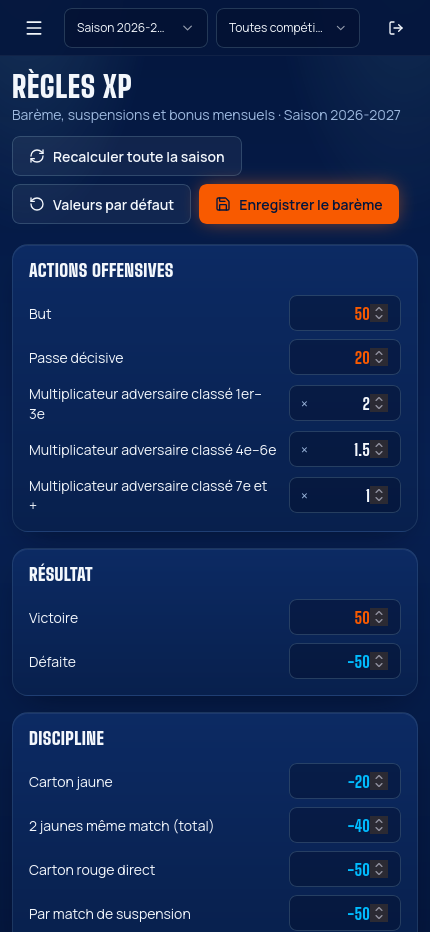 Saison 2026-2... Toutes compéti...
RÈGLES XP
Barème, suspensions et bonus mensuels · Saison 2026-2027
Recalculer toute la saison
Valeurs par défaut Enregistrer le barème
ACTIONS OFFENSIVES
But 50
Passe décisive 20
Multiplicateur adversaire classé 1er–
3e × 2
Multiplicateur adversaire classé 4e–6e × 1.5
Multiplicateur adversaire classé 7e et
+ × 1
RÉSULTAT
Victoire 50
Défaite -50
DISCIPLINE
Carton jaune -20
2 jaunes même match (total) -40
Carton rouge direct -50
Par match de suspension -50